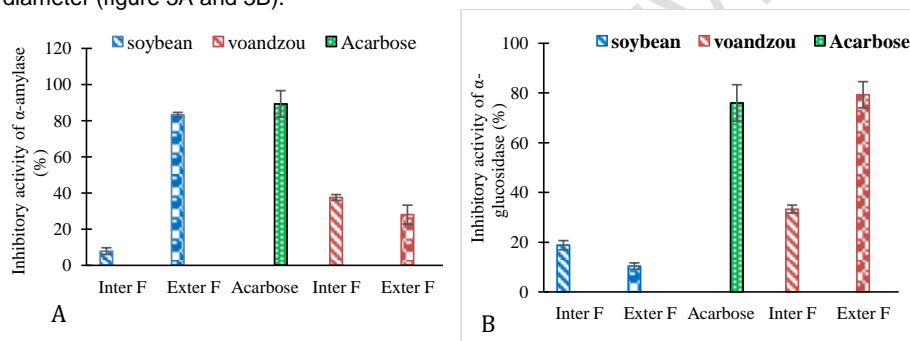 diameter (figure 3A and 3B).
soybean voandzou Acarbose
Inhibitory activity of α-amylase
(%)
120
100
80
60
40
20
0
Inter F Exter F Acarbose Inter F Exter F
A
soybean voandzou Acarbose
Inhibitory activity of α-
glucosidase (%)
100
80
60
40
20
0
Inter F Exter F Acarbose Inter F Exter F
B